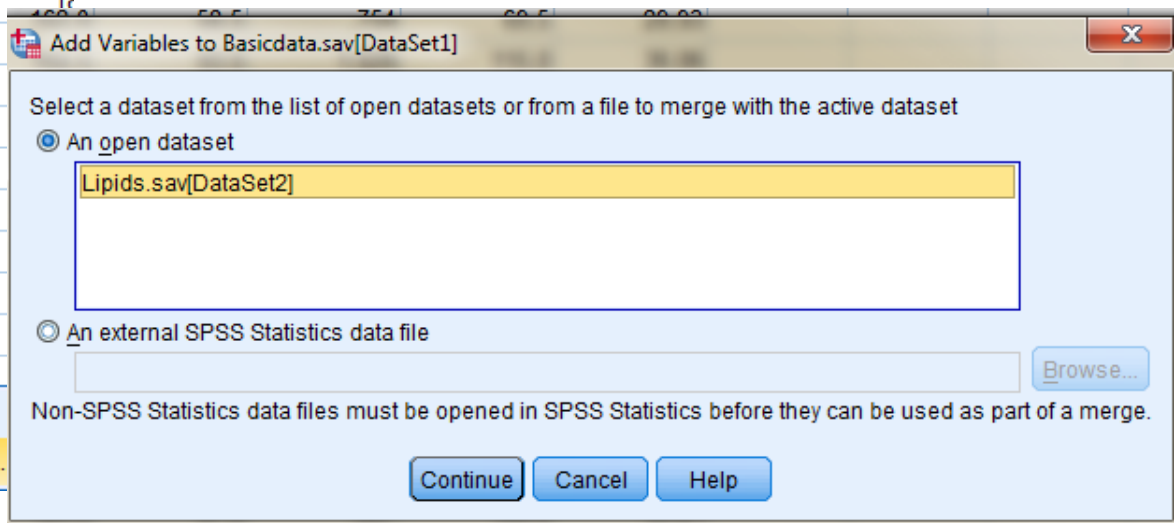 Add Variables to Basicdata.sav[DataSet1]
X
Select a dataset from the list of open datasets or from a file to merge with the active dataset
An open dataset
Lipids.sav[DataSet2]
An external SPSS Statistics data file
Browse...
Non-SPSS Statistics data files must be opened in SPSS Statistics before they can be used as part of a merge.
Continue Cancel Help